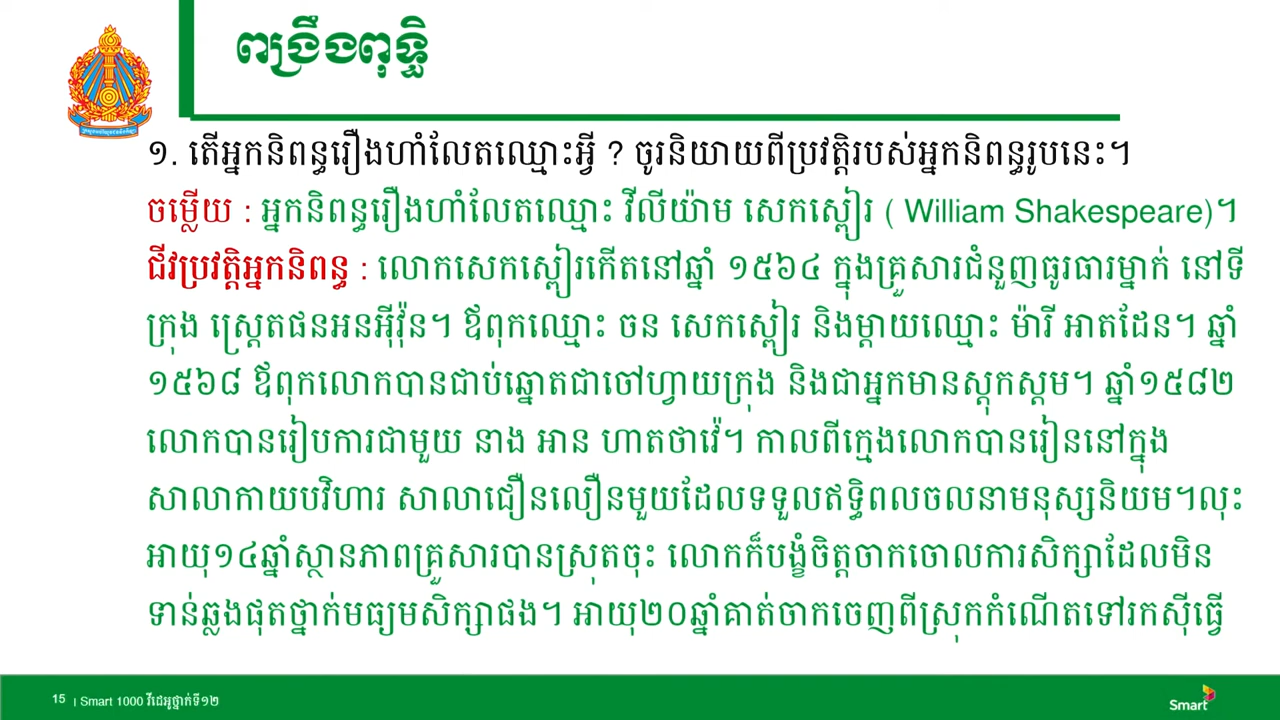 ពង្រឹងពុទ្ធិ
១. តើអ្នកនិពន្ធរឿងហាំលែតឈ្មោះអ្វី ? ចូរនិយាយពីប្រវត្តិរបស់អ្នកនិពន្ធរូបនេះ។
ចម្លើយ : អ្នកនិពន្ធរឿងហាំលែតឈ្មោះ វីលីយ៉ាម សេកស្ពៀរ ( William Shakespeare)។
ជីវប្រវត្តិអ្នកនិពន្ធ : លោកសេកស្ពៀរកើតនៅឆ្នាំ ១៥៦៤ ក្នុងគ្រួសារជំនួញធូរធារម្នាក់ នៅទី
ក្រុង ស្ត្រេតផនអនអ៊ីវ៉ុន។ ឪពុកឈ្មោះ ចន សេកស្ពៀរ និងម្តាយឈ្មោះ ម៉ារី អាតដែន។ ឆ្នាំ
១៥៦៨ ឪពុកលោកបានជាប់ឆ្នោតជាចៅហ្វាយក្រុង និងជាអ្នកមានស្តុកស្តម។ ឆ្នាំ១៥៨២
លោកបានរៀបការជាមួយ នាង អាន ហាតថាវ៉េ។ កាលពីក្មេងលោកបានរៀននៅក្នុង
សាលាកាយបវិហារ សាលាជឿនលឿនមួយដែលទទួលឥទ្ធិពលចលនាមនុស្សនិយម។លុះ
អាយុ១៤ឆ្នាំស្ថានភាពគ្រួសារបានស្រុតចុះ លោកក៏បង្ខំចិត្តចាកចោលការសិក្សាដែលមិន
ទាន់ឆ្លងផុតថ្នាក់មធ្យមសិក្សាផង។ អាយុ២០ឆ្នាំគាត់ចាកចេញពីស្រុកកំណើតទៅរកស៊ីធ្វើ
15 | Smart 1000 វីដេអូថ្នាក់ទី១២
Smart